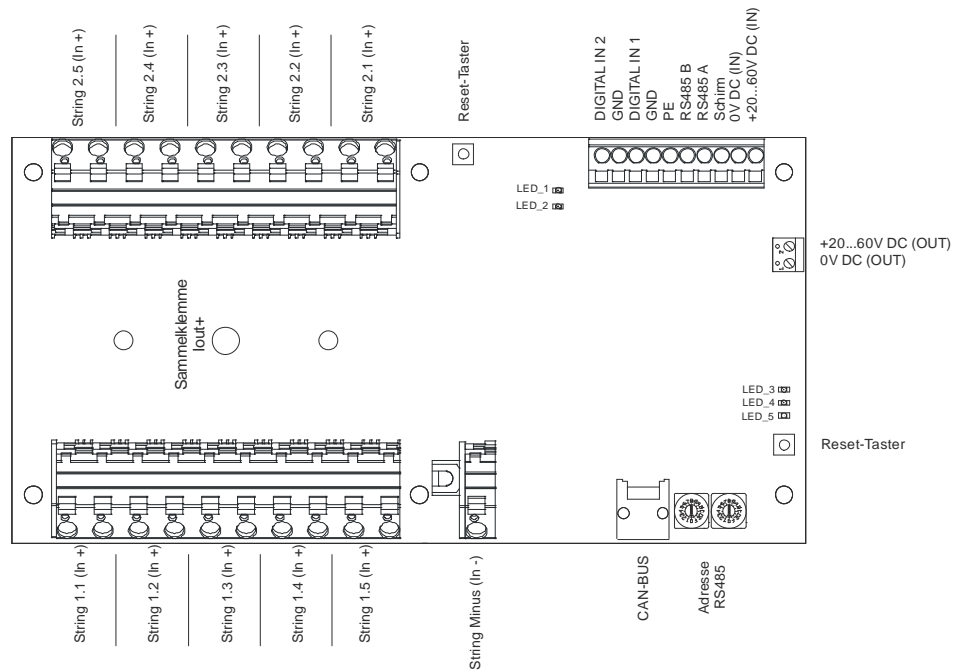 String 2.5 (In +)
String 2.4 (In +)
String 2.3 (In +)
String 2.2 (In +)
String 2.1 (In +)
Reset-Taster
DIGITAL IN 2
GND
DIGITAL IN 1
GND
PE
RS485 B
RS485 A
Schirm
0V DC (IN)
+20...60V DC (IN)
LED_1
LED_2
+20...60V DC (OUT)
0V DC (OUT)
Sammelklemme
Iout+
LED_3
LED_4
LED_5
Reset-Taster
String 1.1 (In +)
String 1.2 (In +)
String 1.3 (In +)
String 1.4 (In +)
String 1.5 (In +)
String Minus (In -)
CAN-BUS
Adresse
RS485